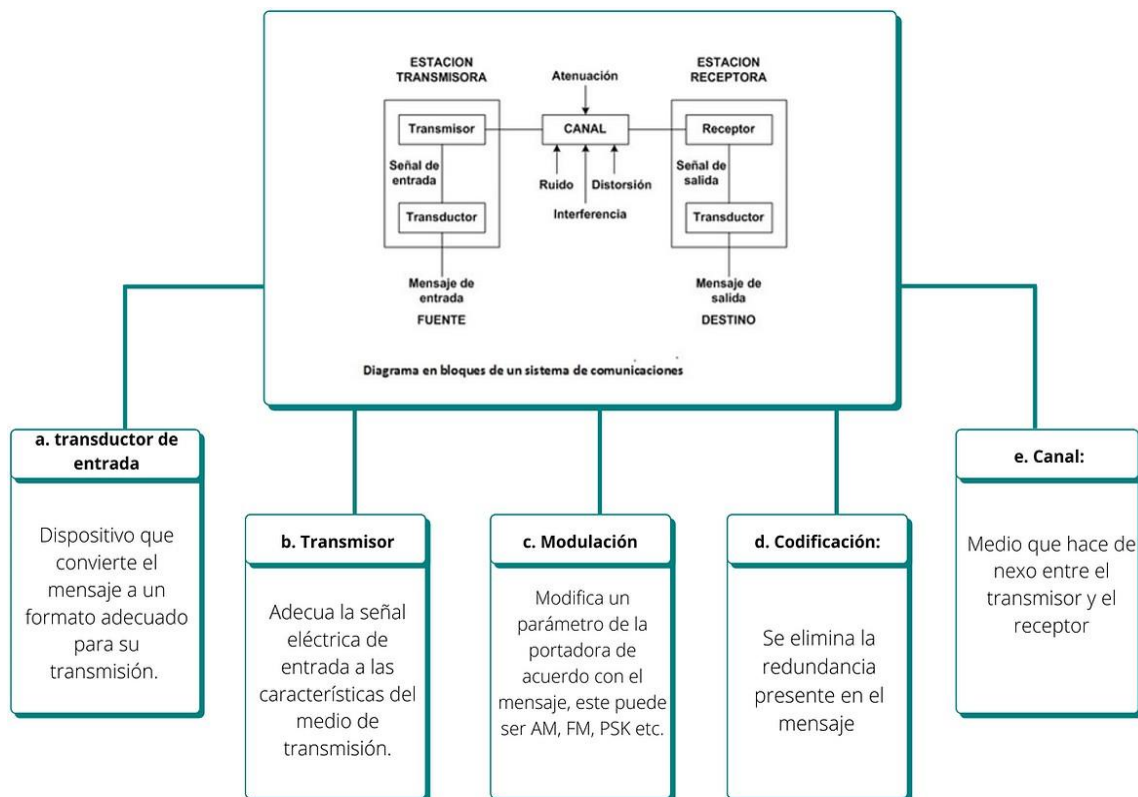 ESTACION
TRANSMISORA
ESTACION
RECEPTORA
Atenuación
Transmisor
CANAL
Receptor
Señal de
entrada
Señal de
salida
Ruido
Distorsión
Interferencia
Transductor
Transductor
Mensaje de
entrada
Mensaje de
salida
FUENTE
DESTINO
Diagrama en bloques de un sistema de comunicaciones
a. transductor de
entrada
Dispositivo que
convierte el
mensaje a un
formato adecuado
para su
transmisión.
b. Transmisor
Adecua la señal
eléctrica de
entrada a las
características del
medio de
transmisión.
c. Modulación
Modifica un
parámetro de la
portadora de
acuerdo con el
mensaje, este puede
ser AM, FM, PSK etc.
d. Codificación:
Se elimina la
redundancia
presente en el
mensaje
e. Canal:
Medio que hace de
nexo entre el
transmisor y el
receptor